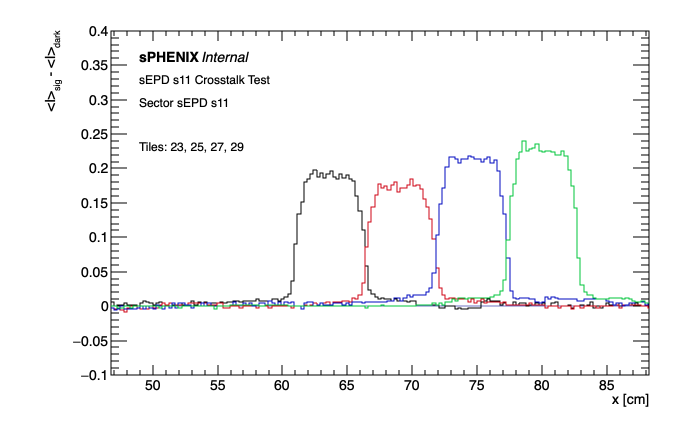 0.4
0.35
0.3
0.25
0.2
0.15
0.1
0.05
0
−0.05
−0.1
<I>sig - <I>dark
sPHENIX Internal
sEPD s11 Crosstalk Test
Sector sEPD s11
Tiles: 23, 25, 27, 29
50 55 60 65 70 75 80 85
x [cm]